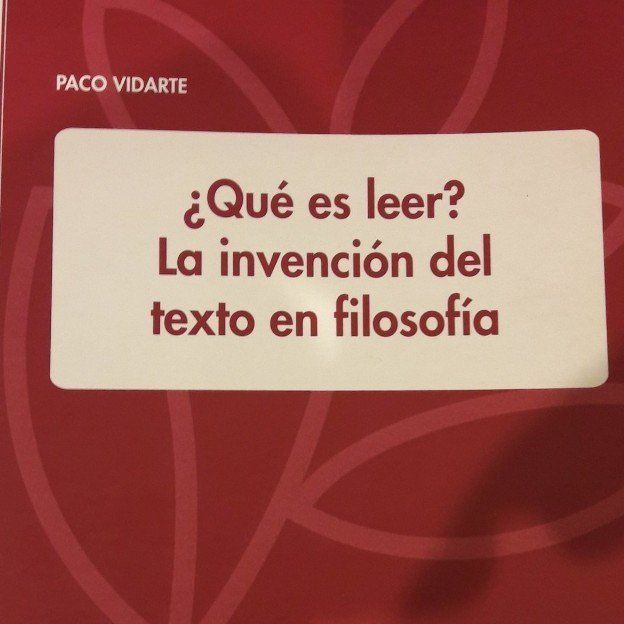 PACO VIDARTE
¿Qué es leer?
La invención del
texto en filosofía